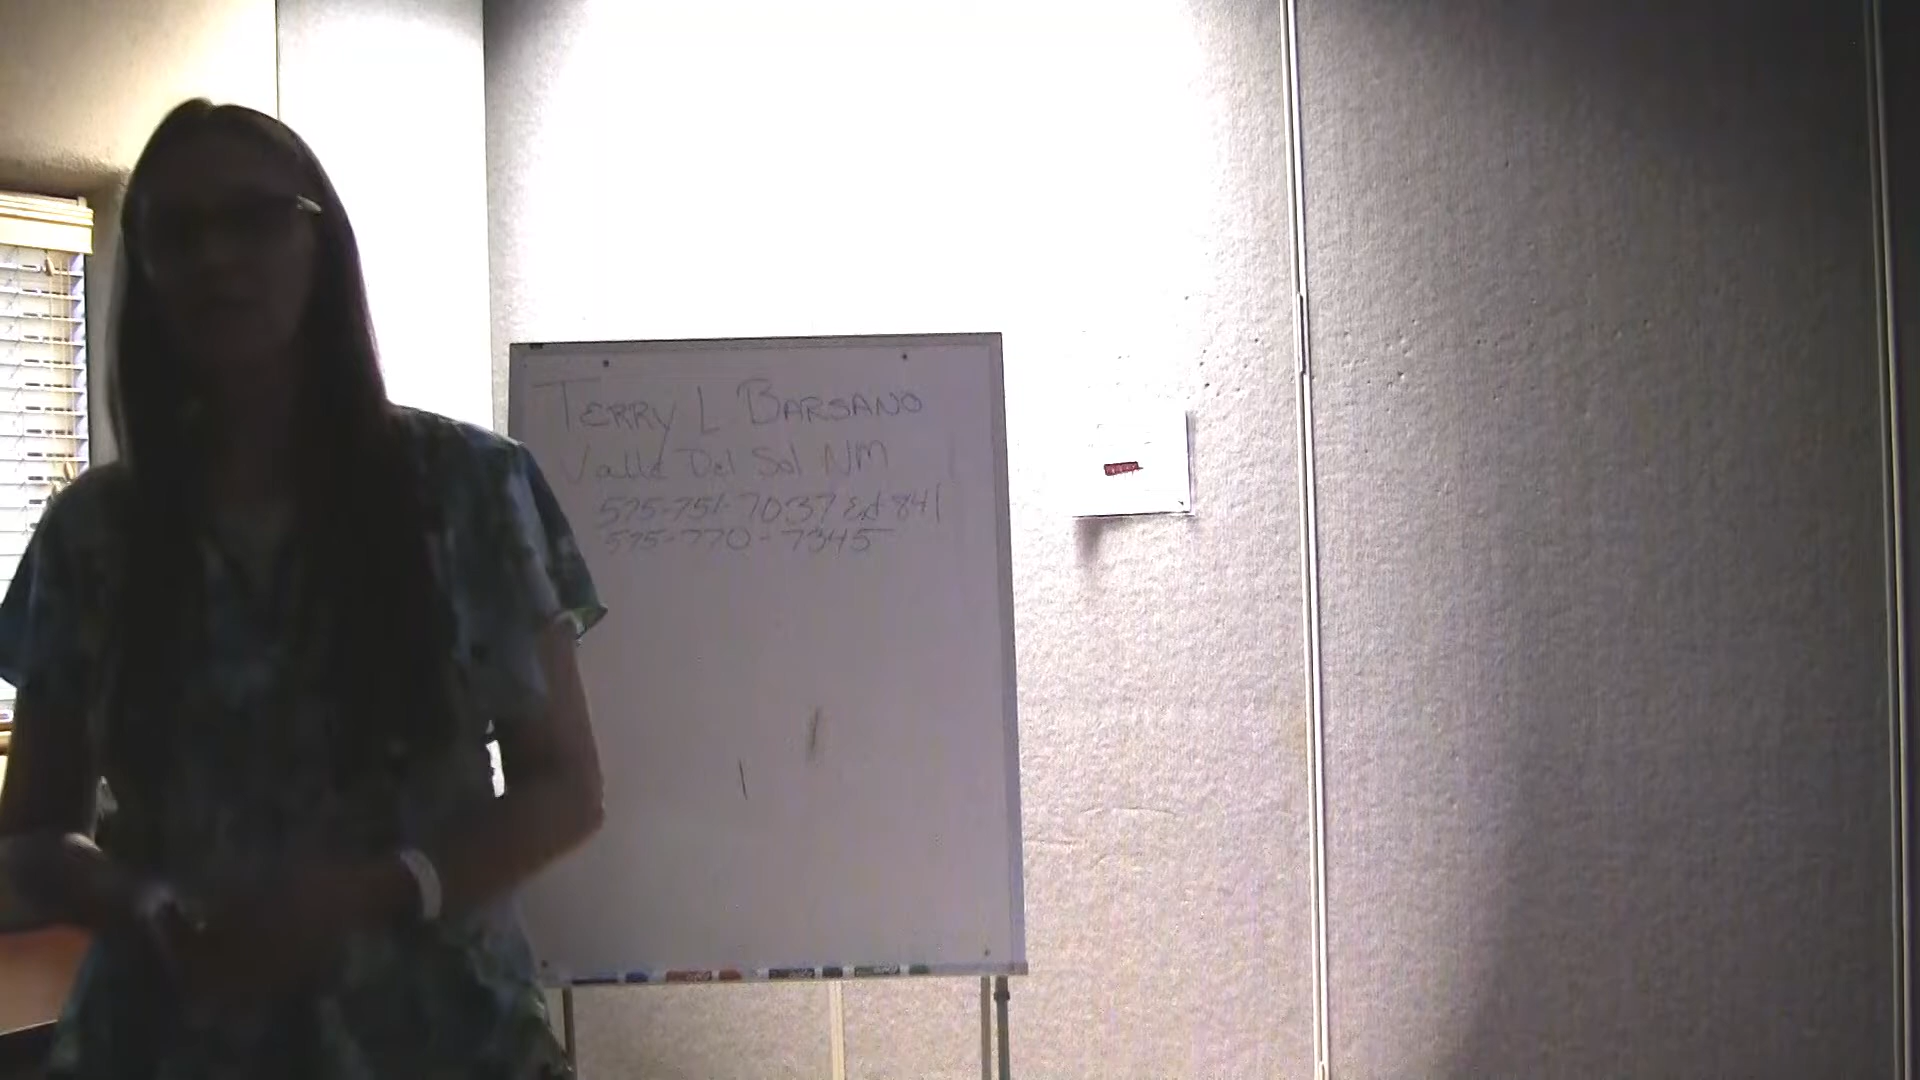 TERRY L BARSANO
Valle Del Sol NM
575-751-7037 Ext 841
575-770-7345